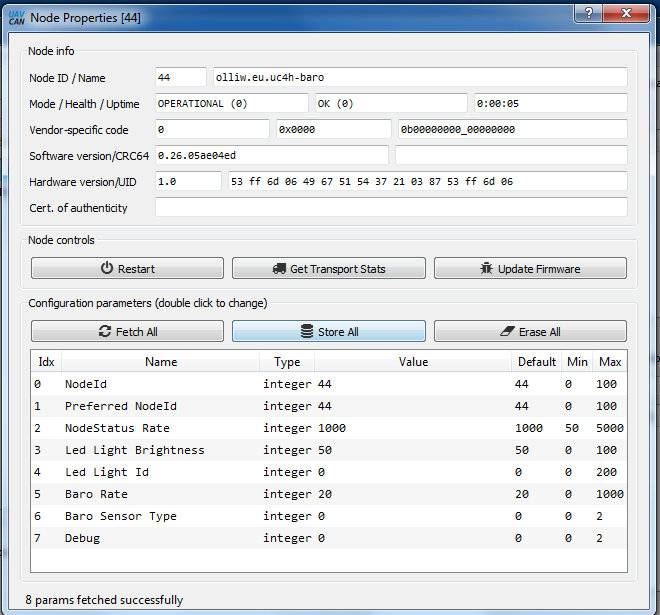 UAV CAN Node Properties [44] ?
Node info
Node ID / Name 44 olliw.eu.uc4h-baro
Mode / Health / Uptime OPERATIONAL (0) OK (0) 0:00:05
Vendor-specific code 0 0x0000 0b00000000_00000000
Software version/CRC64 0.26.05ae04ed
Hardware version/UID 1.0 53 ff 6d 06 49 67 51 54 37 21 03 87 53 ff 6d 06
Cert. of authenticity
Node controls
Restart Get Transport Stats Update Firmware
Configuration parameters (double click to change)
Fetch All Store All Erase All
Idx Name Type Value Default Min Max
0 NodeId integer 44 44 0 100
1 Preferred NodeId integer 44 44 0 100
2 NodeStatus Rate integer 1000 1000 50 5000
3 Led Light Brightness integer 50 50 0 100
4 Led Light Id integer 0 0 0 200
5 Baro Rate integer 20 20 0 1000
6 Baro Sensor Type integer 0 0 0 2
7 Debug integer 0 0 0 2
8 params fetched successfully